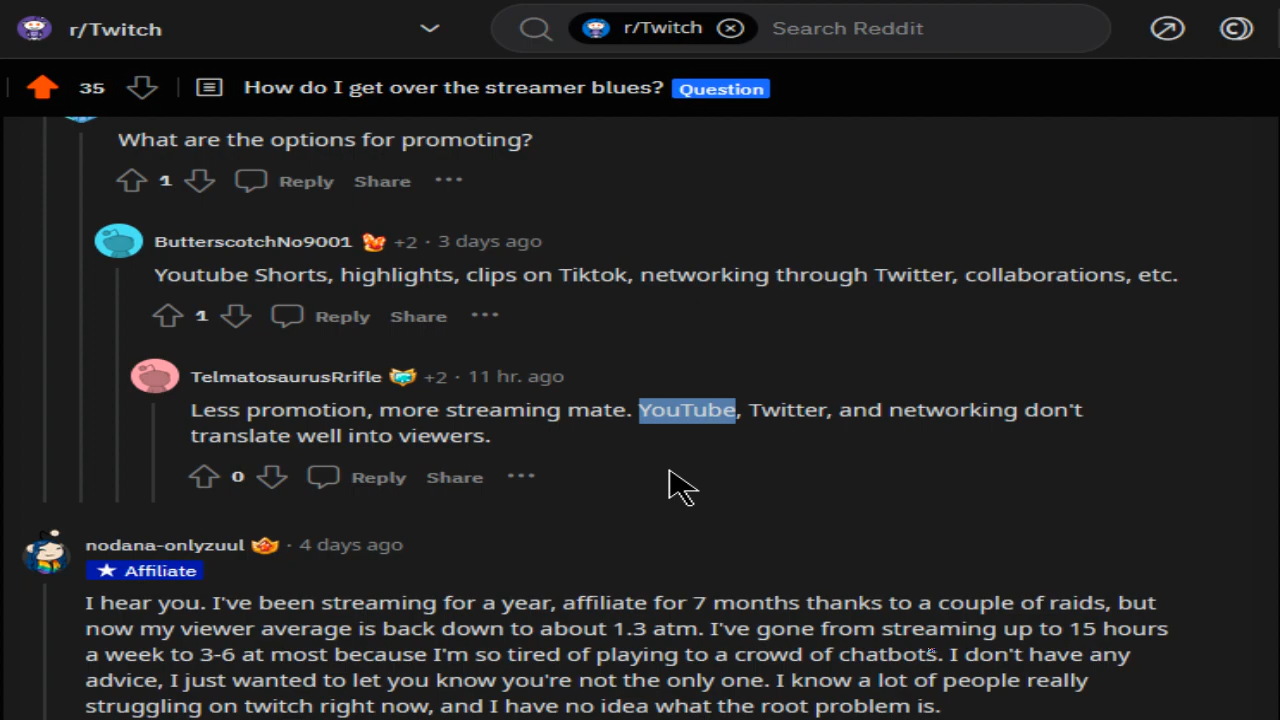 r/Twitch
r/Twitch
Search Reddit
35
How do I get over the streamer blues?
Question
What are the options for promoting?
1 Reply Share ···
ButterscotchNo9001 +2 · 3 days ago
Youtube Shorts, highlights, clips on Tiktok, networking through Twitter, collaborations, etc.
1 Reply Share ···
TelmatosaurusRrifle +2 · 11 hr. ago
Less promotion, more streaming mate. YouTube, Twitter, and networking don't
translate well into viewers.
0 Reply Share ···
nodana-onlyzuul · 4 days ago
★ Affiliate
I hear you. I've been streaming for a year, affiliate for 7 months thanks to a couple of raids, but
now my viewer average is back down to about 1.3 atm. I've gone from streaming up to 15 hours
a week to 3-6 at most because I'm so tired of playing to a crowd of chatbots. I don't have any
advice, I just wanted to let you know you're not the only one. I know a lot of people really
struggling on twitch right now, and I have no idea what the root problem is.